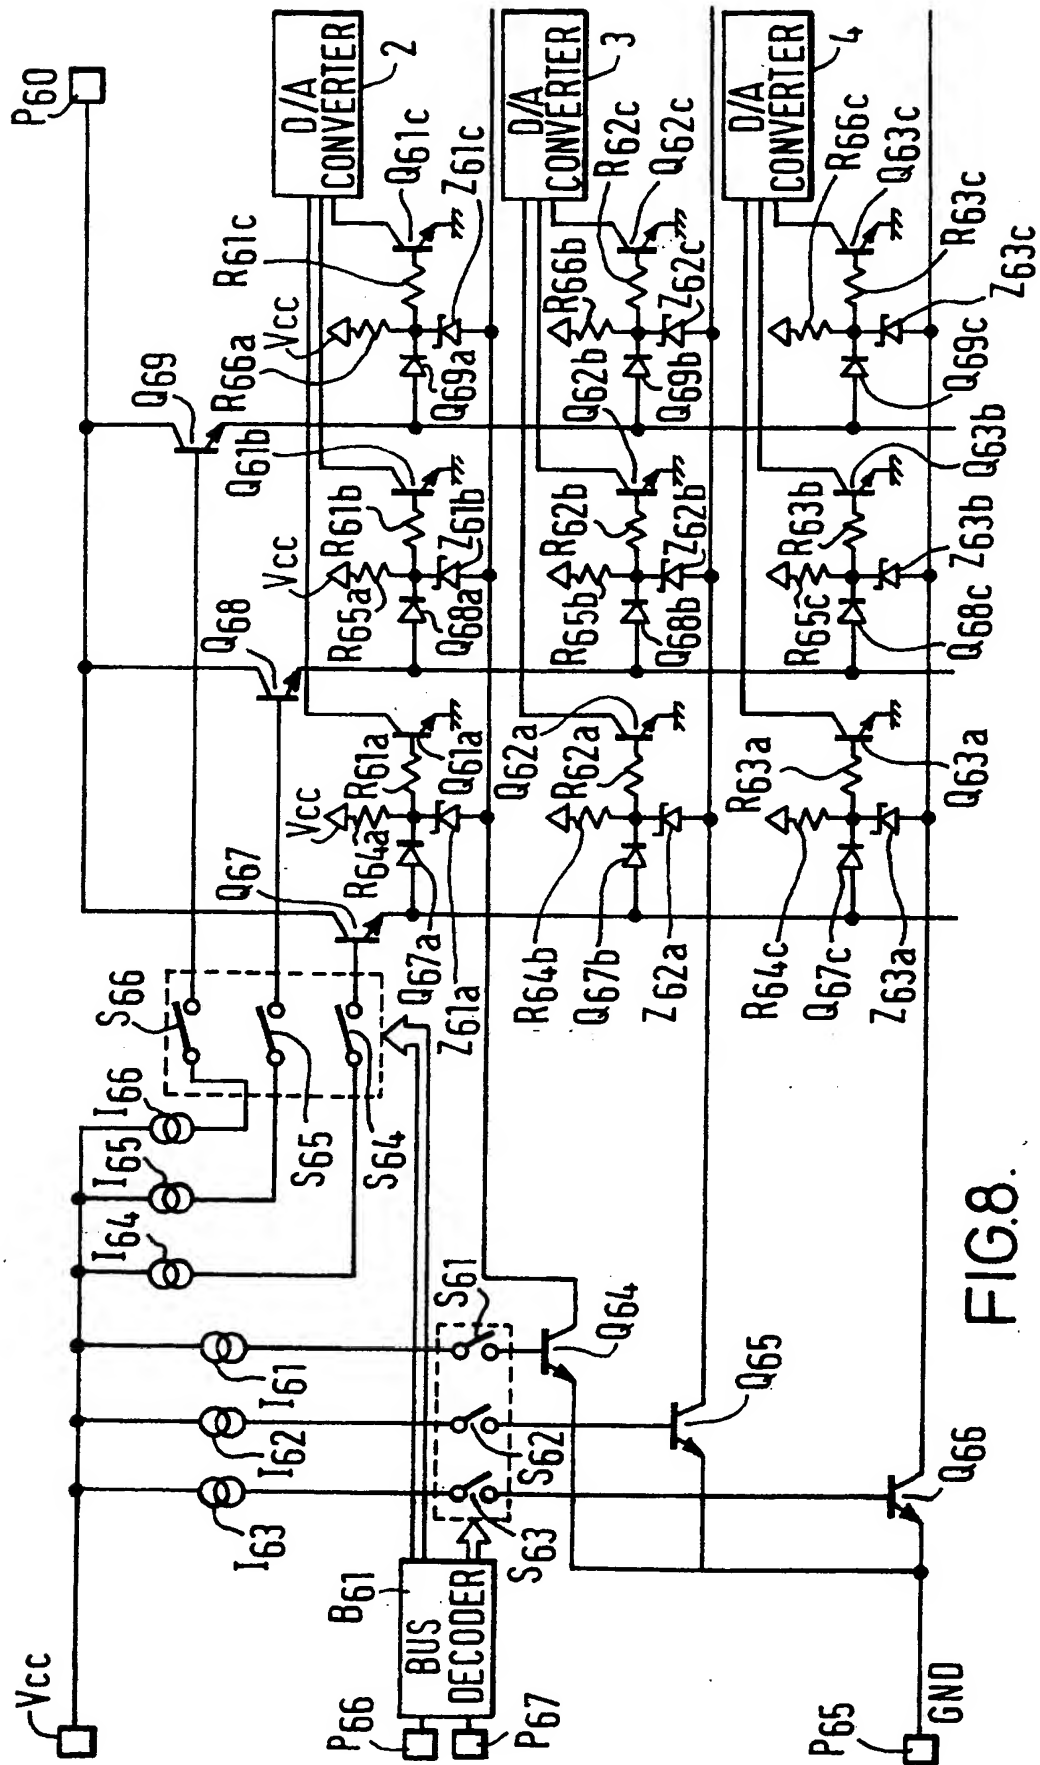 Vcc
P66
P67
P65
GND
B61
BUS
DECODER
I63
I62
I61
I64
I65
I66
S63
S62
S61
S64
S65
S66
Q64
Q65
Q66
Q67
Q68
Q69
P60
Vcc
R64a
R61a
Q61a
Q67a
Z61a
Vcc
R65a
R61b
Q61b
Q68a
Z61b
Vcc
R66a
R61c
Q61c
Q69a
Z61c
D/A
CONVERTER
2
R64b
Q67b
Z62a
R62a
Q62a
R65b
Q68b
Z62b
R62b
Q62b
R66b
Q69b
Z62c
R62c
Q62c
D/A
CONVERTER
3
R64c
Q67c
Z63a
R63a
Q63a
R65c
Q68c
Z63b
R63b
Q63b
R66c
Q69c
Z63c
R63c
Q63c
D/A
CONVERTER
4
FIG.8.